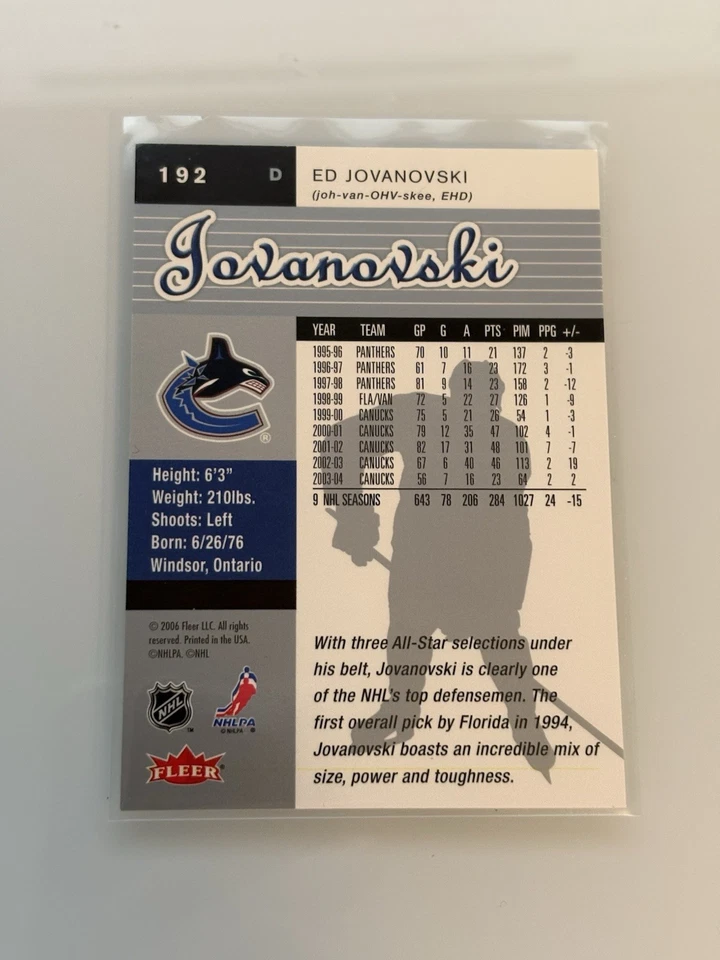 192 D ED JOVANOVSKI
(joh-van-OHV-skee, EHD)
Jovanovski
YEAR TEAM GP G A PTS PIM PPG +/-
1995-96 PANTHERS 70 10 11 21 137 2 -3
1996-97 PANTHERS 61 7 16 23 172 3 -1
1997-98 PANTHERS 81 9 14 23 158 2 -12
1998-99 FLA/VAN 72 5 22 27 126 1 -9
1999-00 CANUCKS 75 5 21 26 54 1 -3
2000-01 CANUCKS 79 12 35 47 102 4 -1
2001-02 CANUCKS 82 17 31 48 101 7 -7
2002-03 CANUCKS 67 6 40 46 113 2 19
2003-04 CANUCKS 56 7 16 23 64 2 2
9 NHL SEASONS 643 78 206 284 1027 24 -15
®
Height: 6'3"
Weight: 210lbs.
Shoots: Left
Born: 6/26/76
Windsor, Ontario
© 2006 Fleer LLC. All rights
reserved. Printed in the USA.
©NHLPA. ©NHL
NHL
™
NHLPA
© NHLPA ®
FLEER®
With three All-Star selections under
his belt, Jovanovski is clearly one
of the NHL's top defensemen. The
first overall pick by Florida in 1994,
Jovanovski boasts an incredible mix of
size, power and toughness.